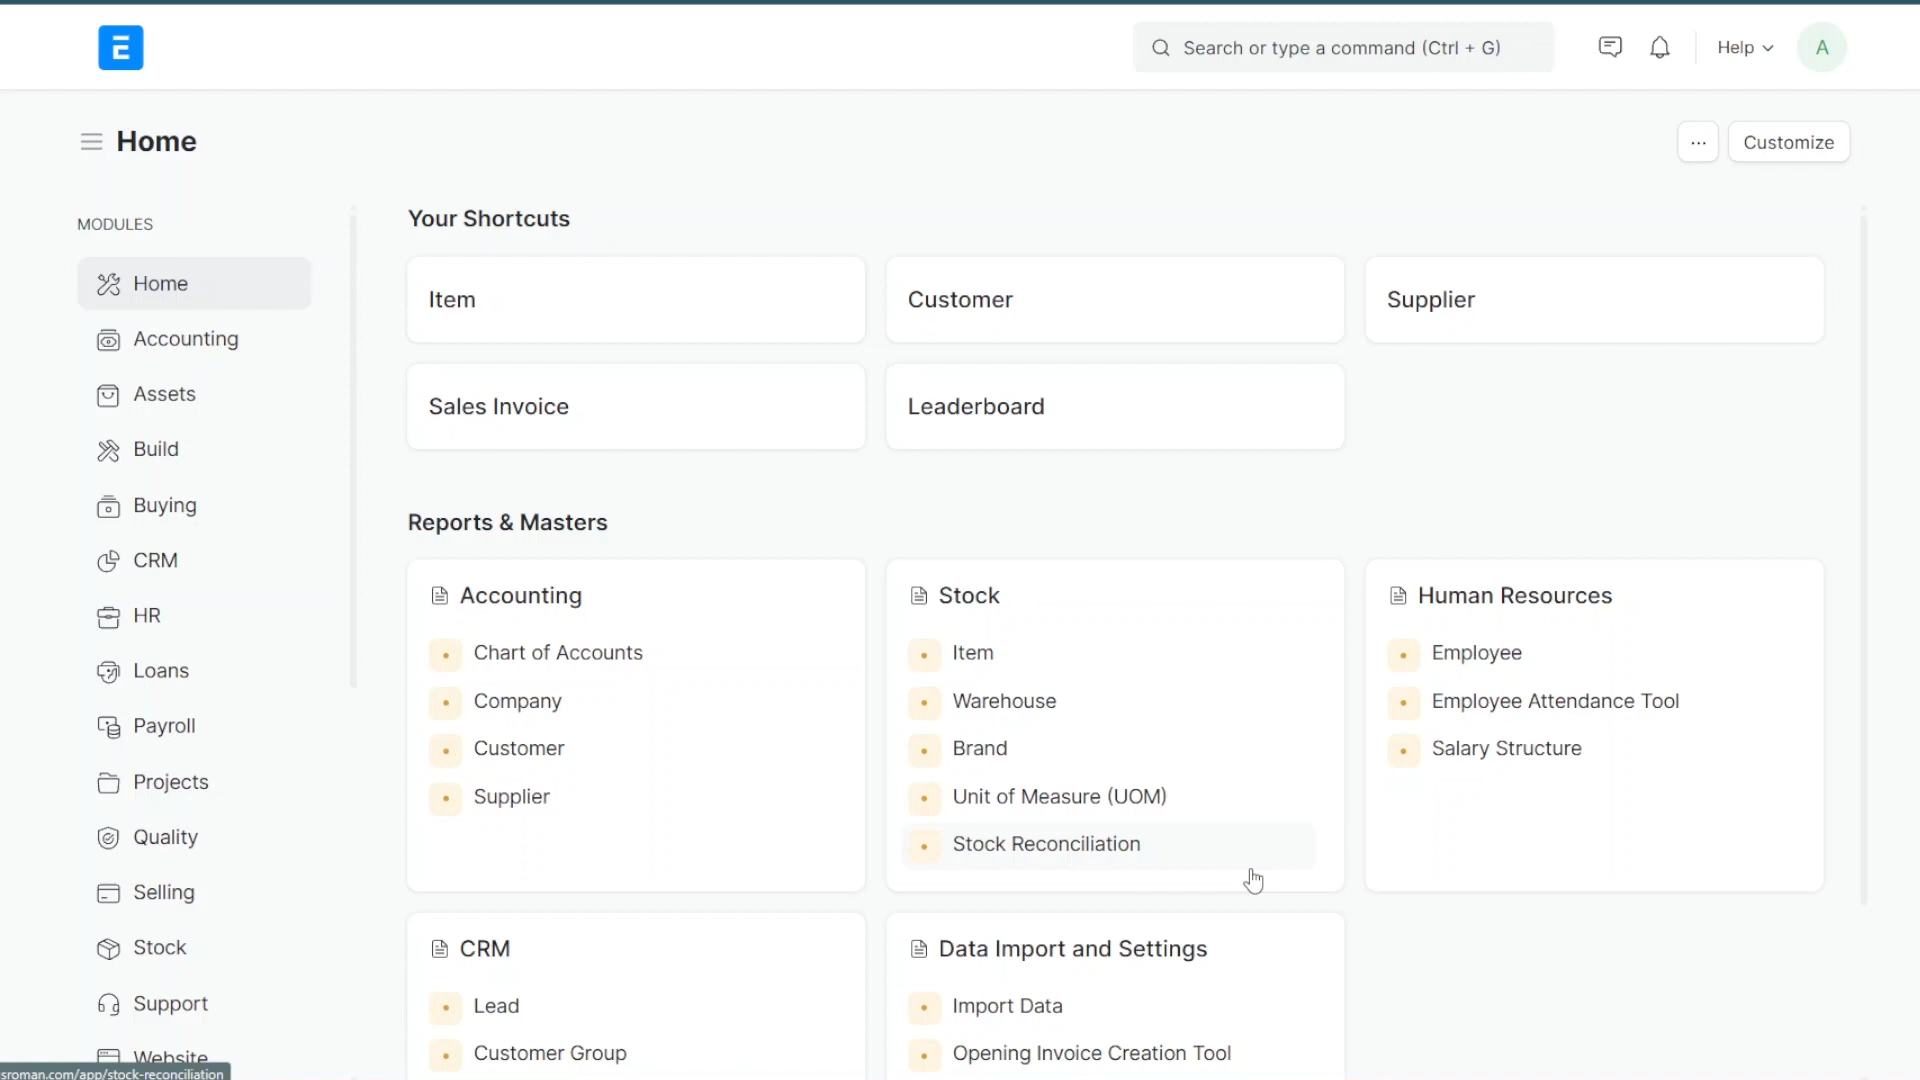 E
Search or type a command (Ctrl + G)
Help
A
Home
...
Customize
MODULES
Home
Accounting
Assets
Build
Buying
CRM
HR
Loans
Payroll
Projects
Quality
Selling
Stock
Support
Website
Your Shortcuts
Item
Customer
Supplier
Sales Invoice
Leaderboard
Reports & Masters
Accounting
Chart of Accounts
Company
Customer
Supplier
Stock
Item
Warehouse
Brand
Unit of Measure (UOM)
Stock Reconciliation
Human Resources
Employee
Employee Attendance Tool
Salary Structure
CRM
Lead
Customer Group
Data Import and Settings
Import Data
Opening Invoice Creation Tool
sroman.com/app/stock-reconciliation